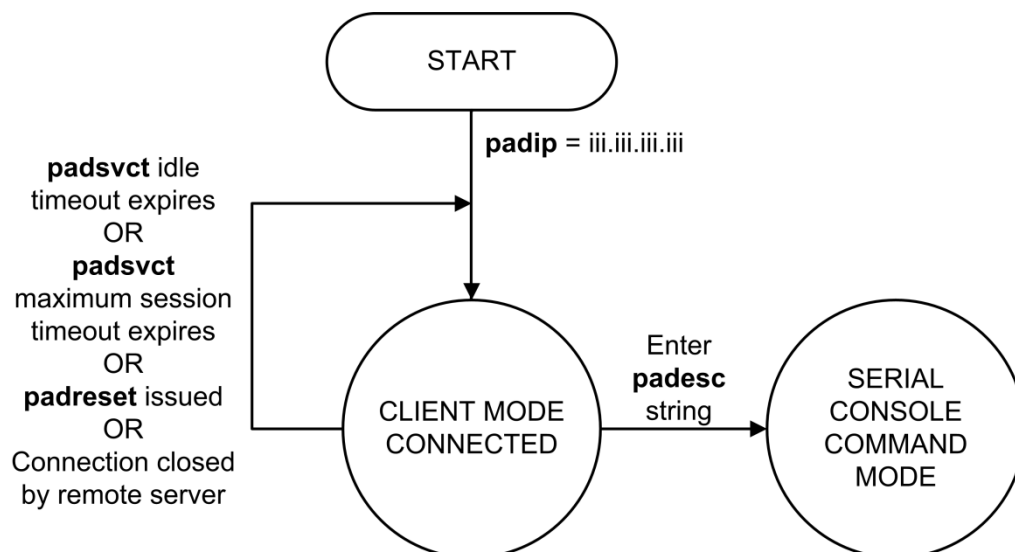 START
padip = iii.iii.iii.iii
padsvct idle
timeout expires
OR
padsvct
maximum session
timeout expires
OR
padreset issued
OR
Connection closed
by remote server
CLIENT MODE
CONNECTED
Enter
padesc
string
SERIAL
CONSOLE
COMMAND
MODE